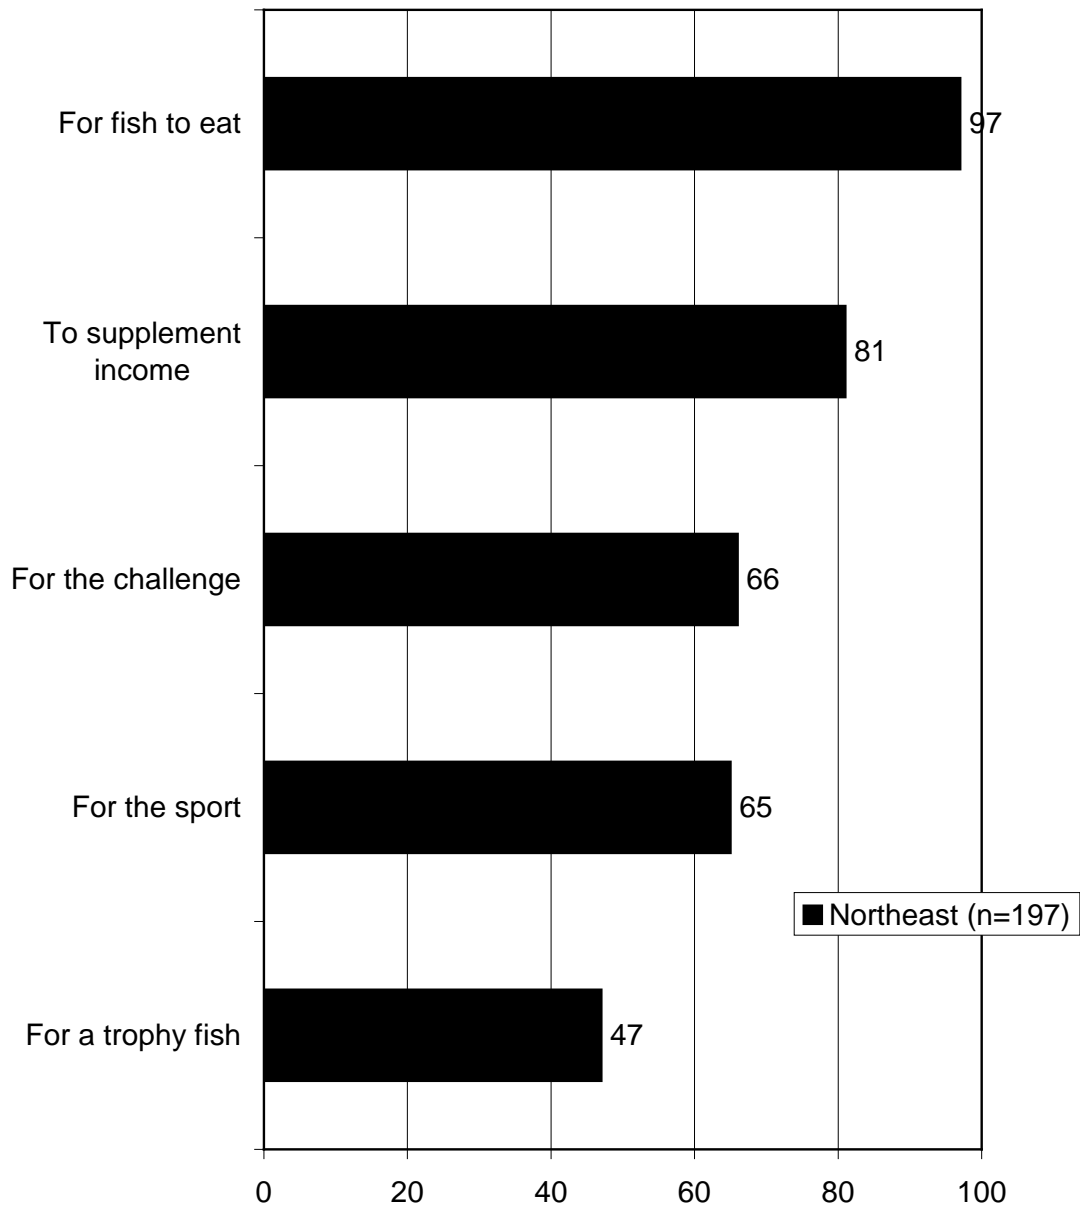 For fish to eat
97
To supplement
income
81
For the challenge
66
For the sport
65
Northeast (n=197)
For a trophy fish
47
0 20 40 60 80 100